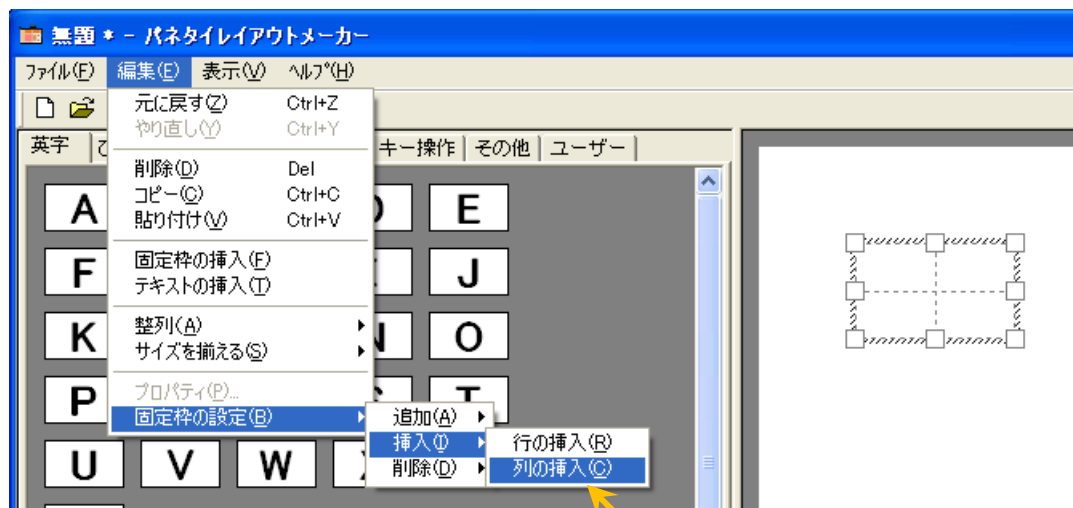 無題 * - パネタイレイアウトメーカー
ファイル(F) 編集(E) 表示(V) ヘルプ(H)
元に戻す(Z) Ctrl+Z
やり直し(Y) Ctrl+Y
英字 キー操作 その他 ユーザー
削除(D) Del
コピー(C) Ctrl+C
貼り付け(V) Ctrl+V
A E
固定枠の挿入(F)
テキストの挿入(T)
F J
整列(A)
サイズを揃える(S)
K O
プロパティ(P)...
P T
固定枠の設定(B) 追加(A)
挿入(I) 行の挿入(R)
削除(D) 列の挿入(C)
U V W